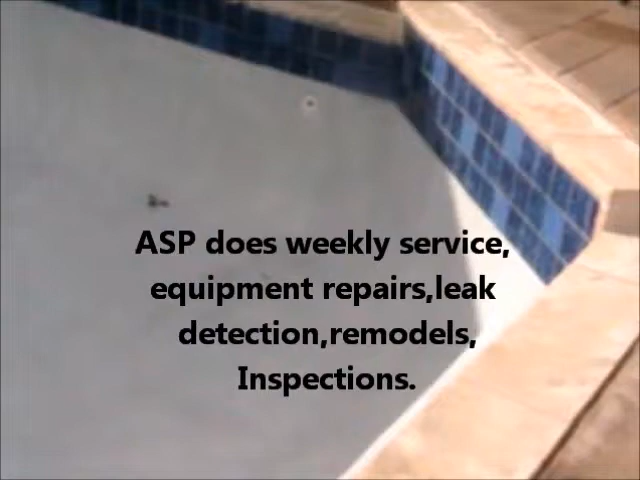 ASP does weekly service,
equipment repairs,leak
detection,remodels,
Inspections.